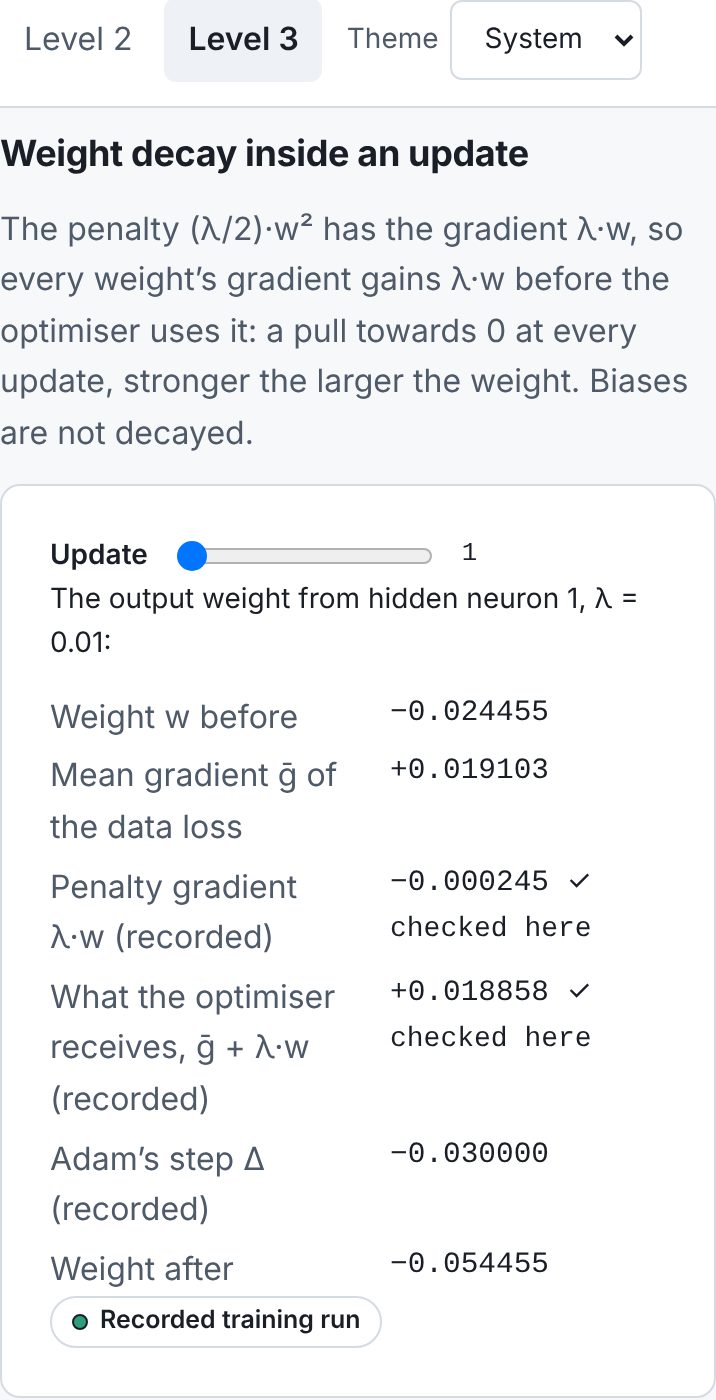 Level 2 Level 3 Theme System
Weight decay inside an update
The penalty (λ/2)·w² has the gradient λ·w, so
every weight’s gradient gains λ·w before the
optimiser uses it: a pull towards 0 at every
update, stronger the larger the weight. Biases
are not decayed.
Update 1
The output weight from hidden neuron 1, λ =
0.01:
Weight w before −0.024455
Mean gradient ḡ of +0.019103
the data loss
Penalty gradient −0.000245 ✓
λ·w (recorded) checked here
What the optimiser +0.018858 ✓
receives, ḡ + λ·w checked here
(recorded)
Adam’s step Δ −0.030000
(recorded)
Weight after −0.054455
Recorded training run